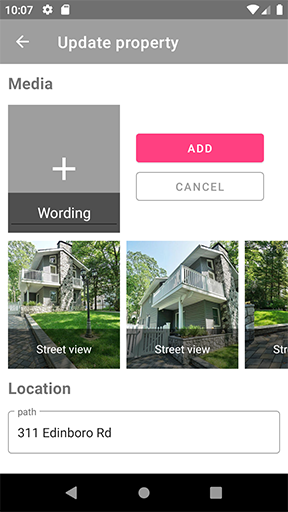 10:07
Update property
Media
Wording
ADD
CANCEL
Street view
Street view
Str
Location
path
311 Edinboro Rd